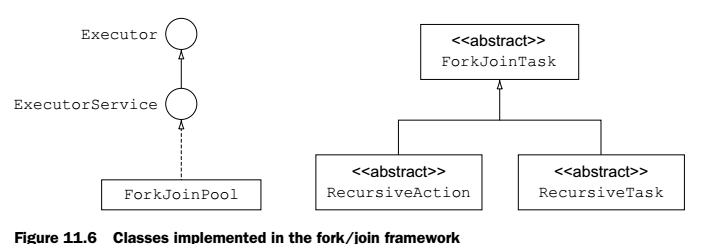 Executor
ExecutorService
ForkJoinPool
<<abstract>>
ForkJoinTask
<<abstract>>
RecursiveAction
<<abstract>>
RecursiveTask
Figure 11.6 Classes implemented in the fork/join framework